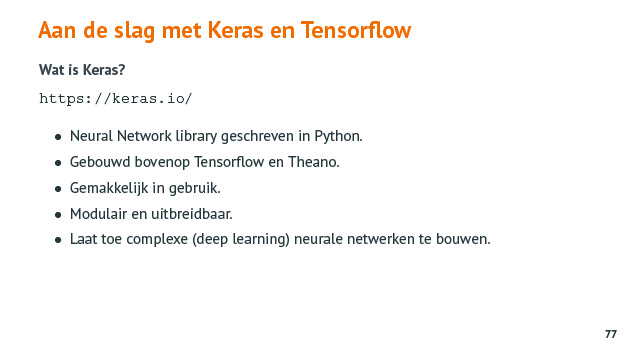 Aan de slag met Keras en Tensorflow
Wat is Keras?
https://keras.io/
• Neural Network library geschreven in Python.
• Gebouwd bovenop Tensorflow en Theano.
• Gemakkelijk in gebruik.
• Modulair en uitbreidbaar.
• Laat toe complexe (deep learning) neurale netwerken te bouwen.
77